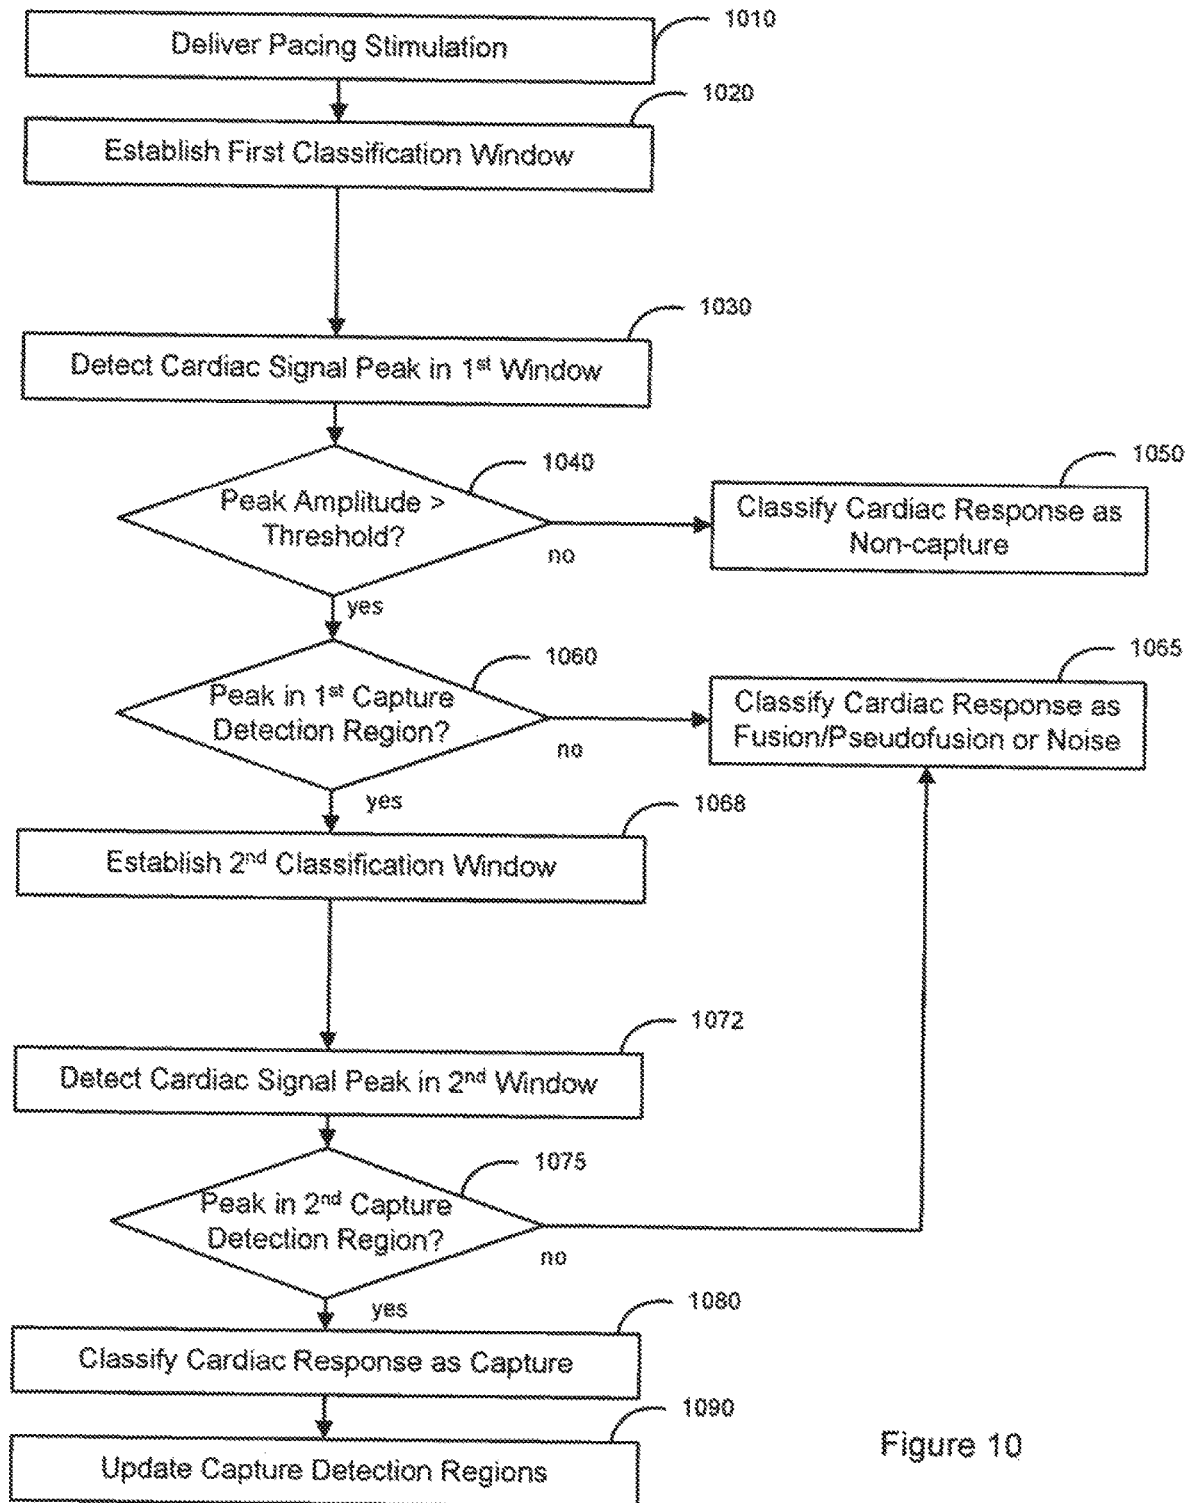 1010
Deliver Pacing Stimulation
1020
Establish First Classification Window
1030
Detect Cardiac Signal Peak in 1st Window
1040
Peak Amplitude >
Threshold?
no
yes
1050
Classify Cardiac Response as
Non-capture
1060
Peak in 1st Capture
Detection Region?
no
yes
1065
Classify Cardiac Response as
Fusion/Pseudofusion or Noise
1068
Establish 2nd Classification Window
1072
Detect Cardiac Signal Peak in 2nd Window
1075
Peak in 2nd Capture
Detection Region?
no
yes
1080
Classify Cardiac Response as Capture
1090
Update Capture Detection Regions
Figure 10